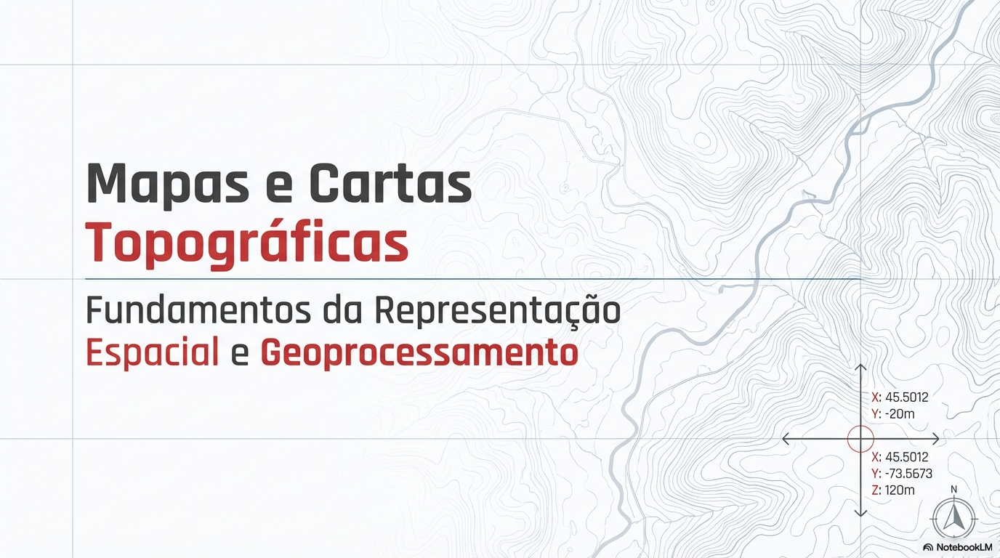 Mapas e Cartas
Topográficas
Fundamentos da Representação
Espacial e Geoprocessamento
X: 45.5012
Y: -20m
X: 45.5012
Y: -73.5673
Z: 120m
N
NotebookLM